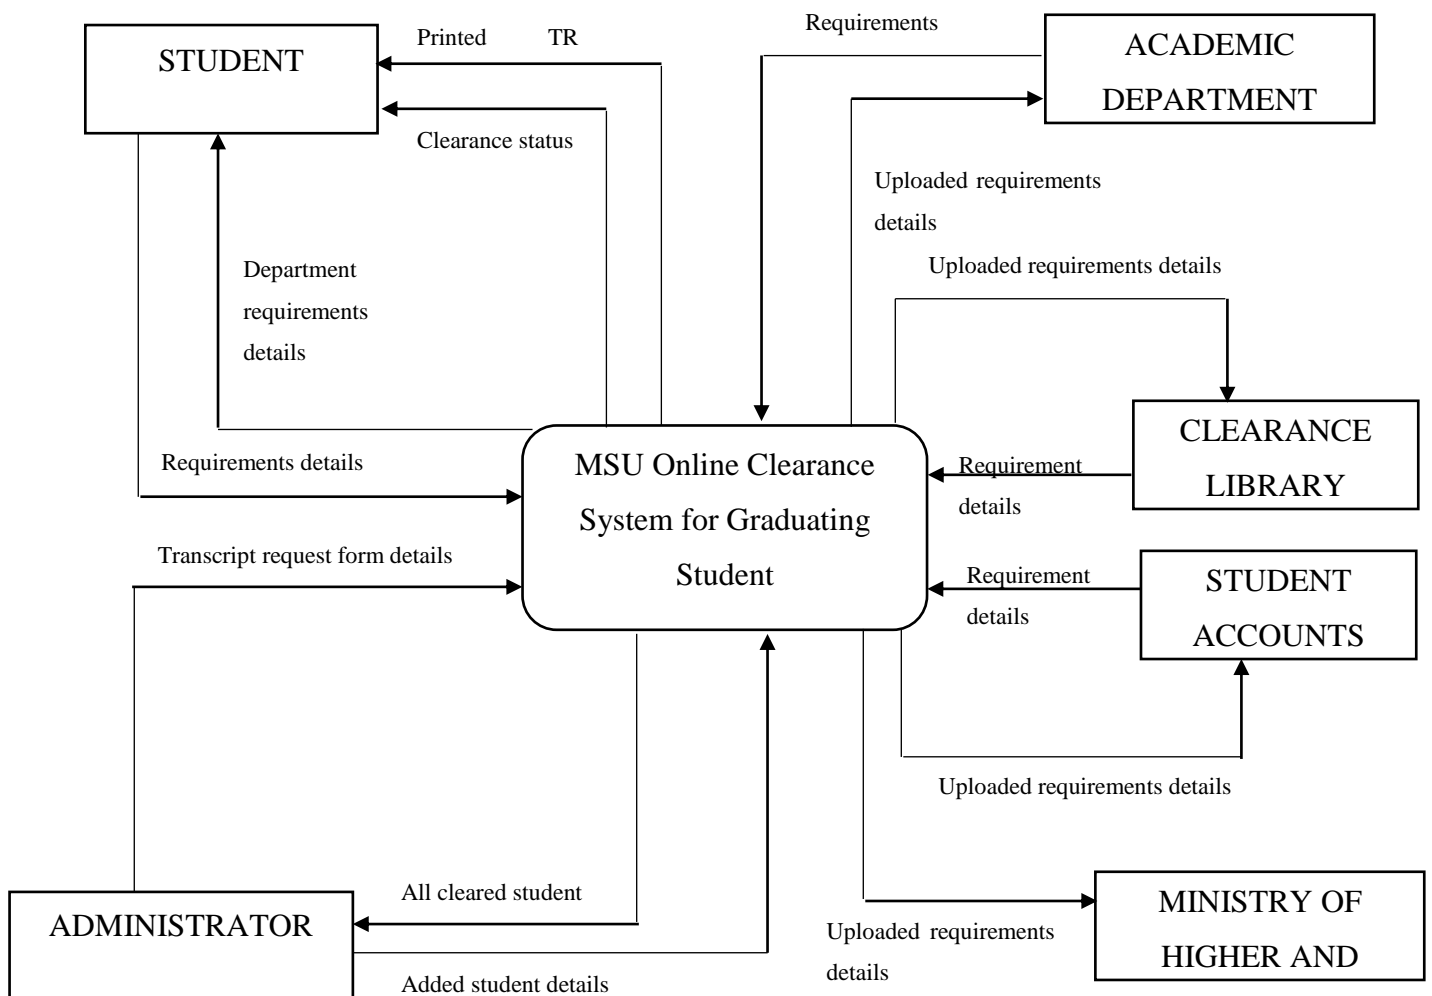 Requirements
Printed TR
STUDENT
ACADEMIC
DEPARTMENT
Clearance status
Uploaded requirements
details
Uploaded requirements details
Department
requirements
details
CLEARANCE
LIBRARY
MSU Online Clearance
System for Graduating
Student
Requirements details
Requirement
details
Transcript request form details
Requirement
details
STUDENT
ACCOUNTS
Uploaded requirements details
All cleared student
ADMINISTRATOR
Added student details
Uploaded requirements
details
MINISTRY OF
HIGHER AND